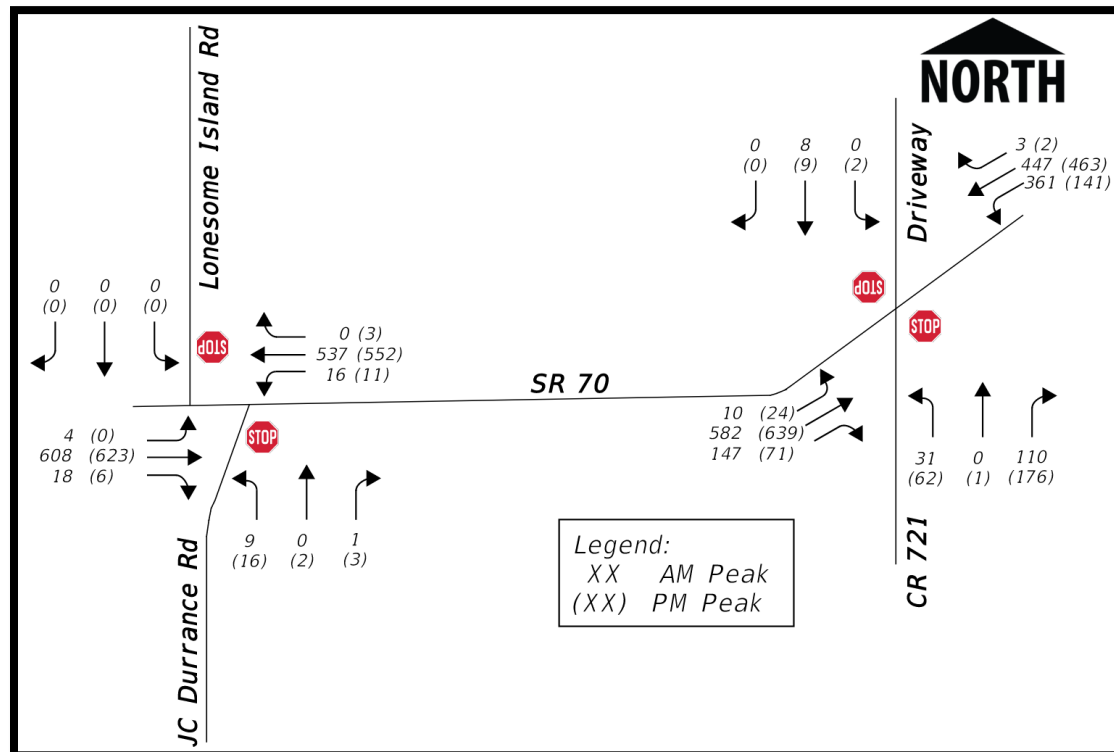 Lonesome Island Rd
NORTH
Driveway
0 8 0
(0) (9) (2)
3 (2)
447 (463)
361 (141)
STOP
STOP
0 0 0
(0) (0) (0)
STOP
0 (3)
537 (552)
16 (11)
SR 70
4 (0)
608 (623)
18 (6)
STOP
10 (24)
582 (639)
147 (71)
31 0 110
(62) (1) (176)
9 0 1
(16) (2) (3)
JC Durrance Rd
CR 721
Legend:
XX AM Peak
(XX) PM Peak